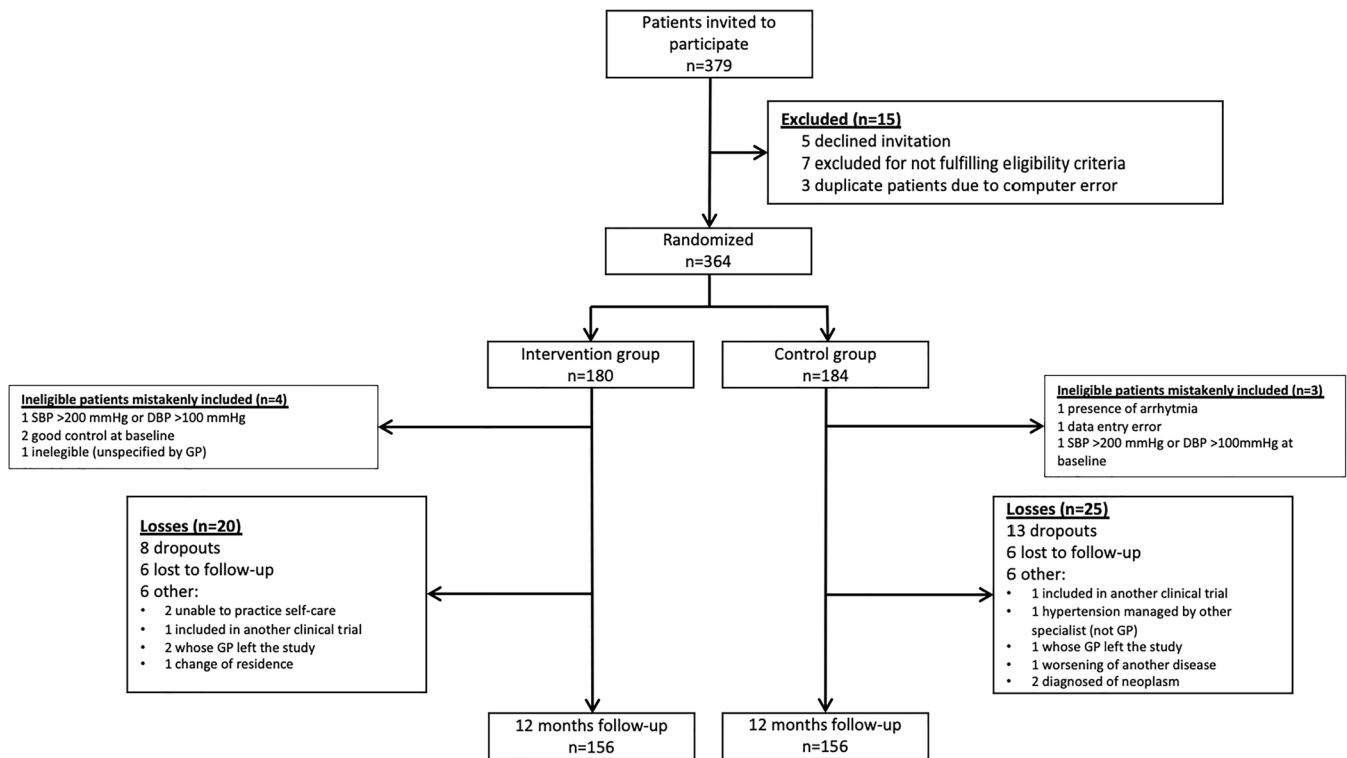 Patients invited to
participate
n=379
Excluded (n=15)
5 declined invitation
7 excluded for not fulfilling eligibility criteria
3 duplicate patients due to computer error
Randomized
n=364
Intervention group
n=180
Control group
n=184
Ineligible patients mistakenly included (n=4)
1 SBP >200 mmHg or DBP >100 mmHg
2 good control at baseline
1 inelegible (unspecified by GP)
Ineligible patients mistakenly included (n=3)
1 presence of arrhytmia
1 data entry error
1 SBP >200 mmHg or DBP >100mmHg at
baseline
Losses (n=20)
8 dropouts
6 lost to follow-up
6 other:
• 2 unable to practice self-care
• 1 included in another clinical trial
• 2 whose GP left the study
• 1 change of residence
Losses (n=25)
13 dropouts
6 lost to follow-up
6 other:
• 1 included in another clinical trial
• 1 hypertension managed by other
specialist (not GP)
• 1 whose GP left the study
• 1 worsening of another disease
• 2 diagnosed of neoplasm
12 months follow-up
n=156
12 months follow-up
n=156